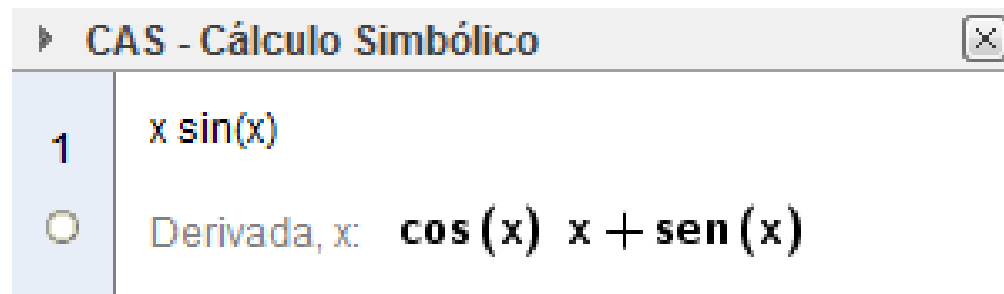 CAS - Cálculo Simbólico
1
x sin(x)
Derivada, x: cos(x) x + sen(x)